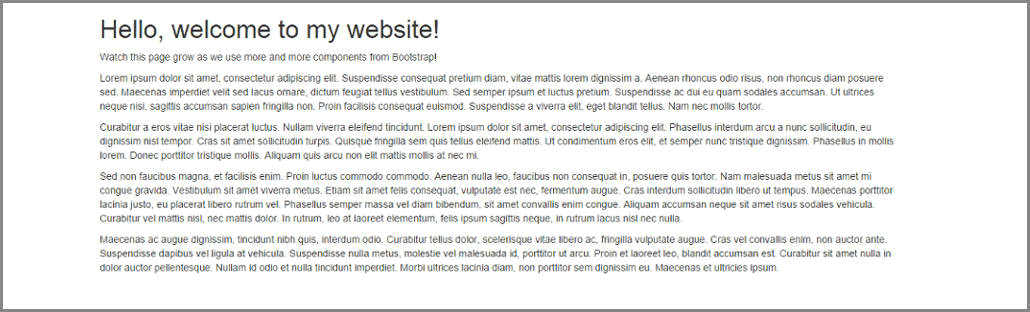 Hello, welcome to my website!
Watch this page grow as we use more and more components from Bootstrap!
Lorem ipsum dolor sit amet, consectetur adipiscing elit. Suspendisse consequat pretium diam, vitae mattis lorem dignissim a. Aenean rhoncus odio risus, non rhoncus diam posuere
sed. Maecenas imperdiet velit sed lacus ornare, dictum feugiat tellus vestibulum. Sed semper ipsum et luctus pretium. Suspendisse ac dui eu quam sodales accumsan. Ut ultrices
neque nisi, sagittis accumsan sapien fringilla non. Proin facilisis consequat euismod. Suspendisse a viverra elit, eget blandit tellus. Nam nec mollis tortor.
Curabitur a eros vitae nisi placerat luctus. Nullam viverra eleifend tincidunt. Lorem ipsum dolor sit amet, consectetur adipiscing elit. Phasellus interdum arcu a nunc sollicitudin, eu
dignissim nisl tempor. Cras sit amet sollicitudin turpis. Quisque fringilla sem quis tellus eleifend mattis. Ut condimentum eros elit, et semper nunc tristique dignissim. Phasellus in mollis
lorem. Donec porttitor tristique mollis. Aliquam quis arcu non elit mattis mollis at nec mi.
Sed non faucibus magna, et facilisis enim. Proin luctus commodo commodo. Aenean nulla leo, faucibus non consequat in, posuere quis tortor. Nam malesuada metus sit amet mi
congue gravida. Vestibulum sit amet viverra metus. Etiam sit amet felis consequat, vulputate est nec, fermentum augue. Cras interdum sollicitudin libero ut tempus. Maecenas porttitor
lacinia justo, eu placerat libero rutrum vel. Phasellus semper massa vel diam bibendum, sit amet convallis enim congue. Aliquam accumsan neque sit amet risus sodales vehicula.
Curabitur vel mattis nisl, nec mattis dolor. In rutrum, leo at laoreet elementum, felis ipsum sagittis neque, in rutrum lacus nisl nec nulla.
Maecenas ac augue dignissim, tincidunt nibh quis, interdum odio. Curabitur tellus dolor, scelerisque vitae libero ac, fringilla vulputate augue. Cras vel convallis enim, non auctor ante.
Suspendisse dapibus vel ligula at vehicula. Suspendisse nulla metus, molestie vel malesuada id, porttitor ut arcu. Proin et laoreet leo, blandit accumsan est. Curabitur sit amet nulla in
dolor auctor pellentesque. Nullam id odio et nulla tincidunt imperdiet. Morbi ultrices lacinia diam, non porttitor sem dignissim eu. Maecenas et ultricies ipsum.